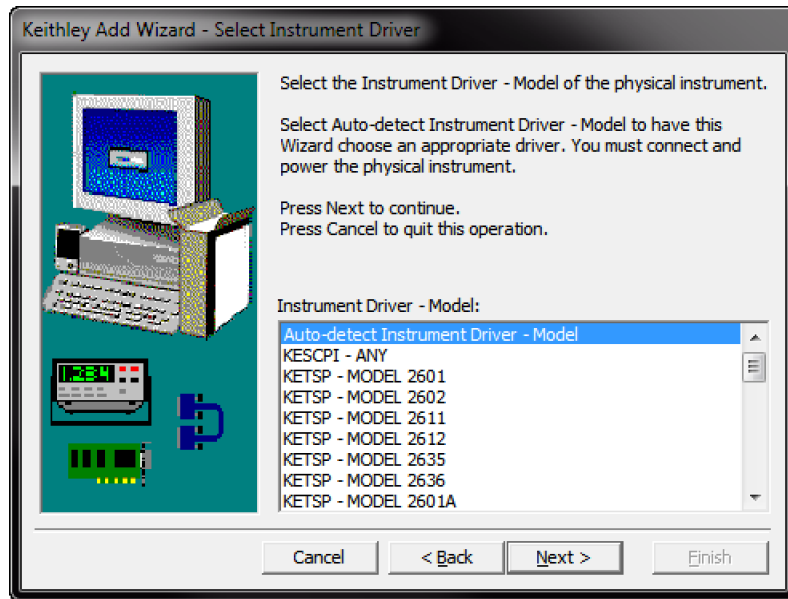 Keithley Add Wizard - Select Instrument Driver
Select the Instrument Driver - Model of the physical instrument.
Select Auto-detect Instrument Driver - Model to have this
Wizard choose an appropriate driver. You must connect and
power the physical instrument.
Press Next to continue.
Press Cancel to quit this operation.
Instrument Driver - Model:
Auto-detect Instrument Driver - Model
KESCPI - ANY
KETSP - MODEL 2601
KETSP - MODEL 2602
KETSP - MODEL 2611
KETSP - MODEL 2612
KETSP - MODEL 2635
KETSP - MODEL 2636
KETSP - MODEL 2601A
1.234
Cancel
< Back
Next >
Finish